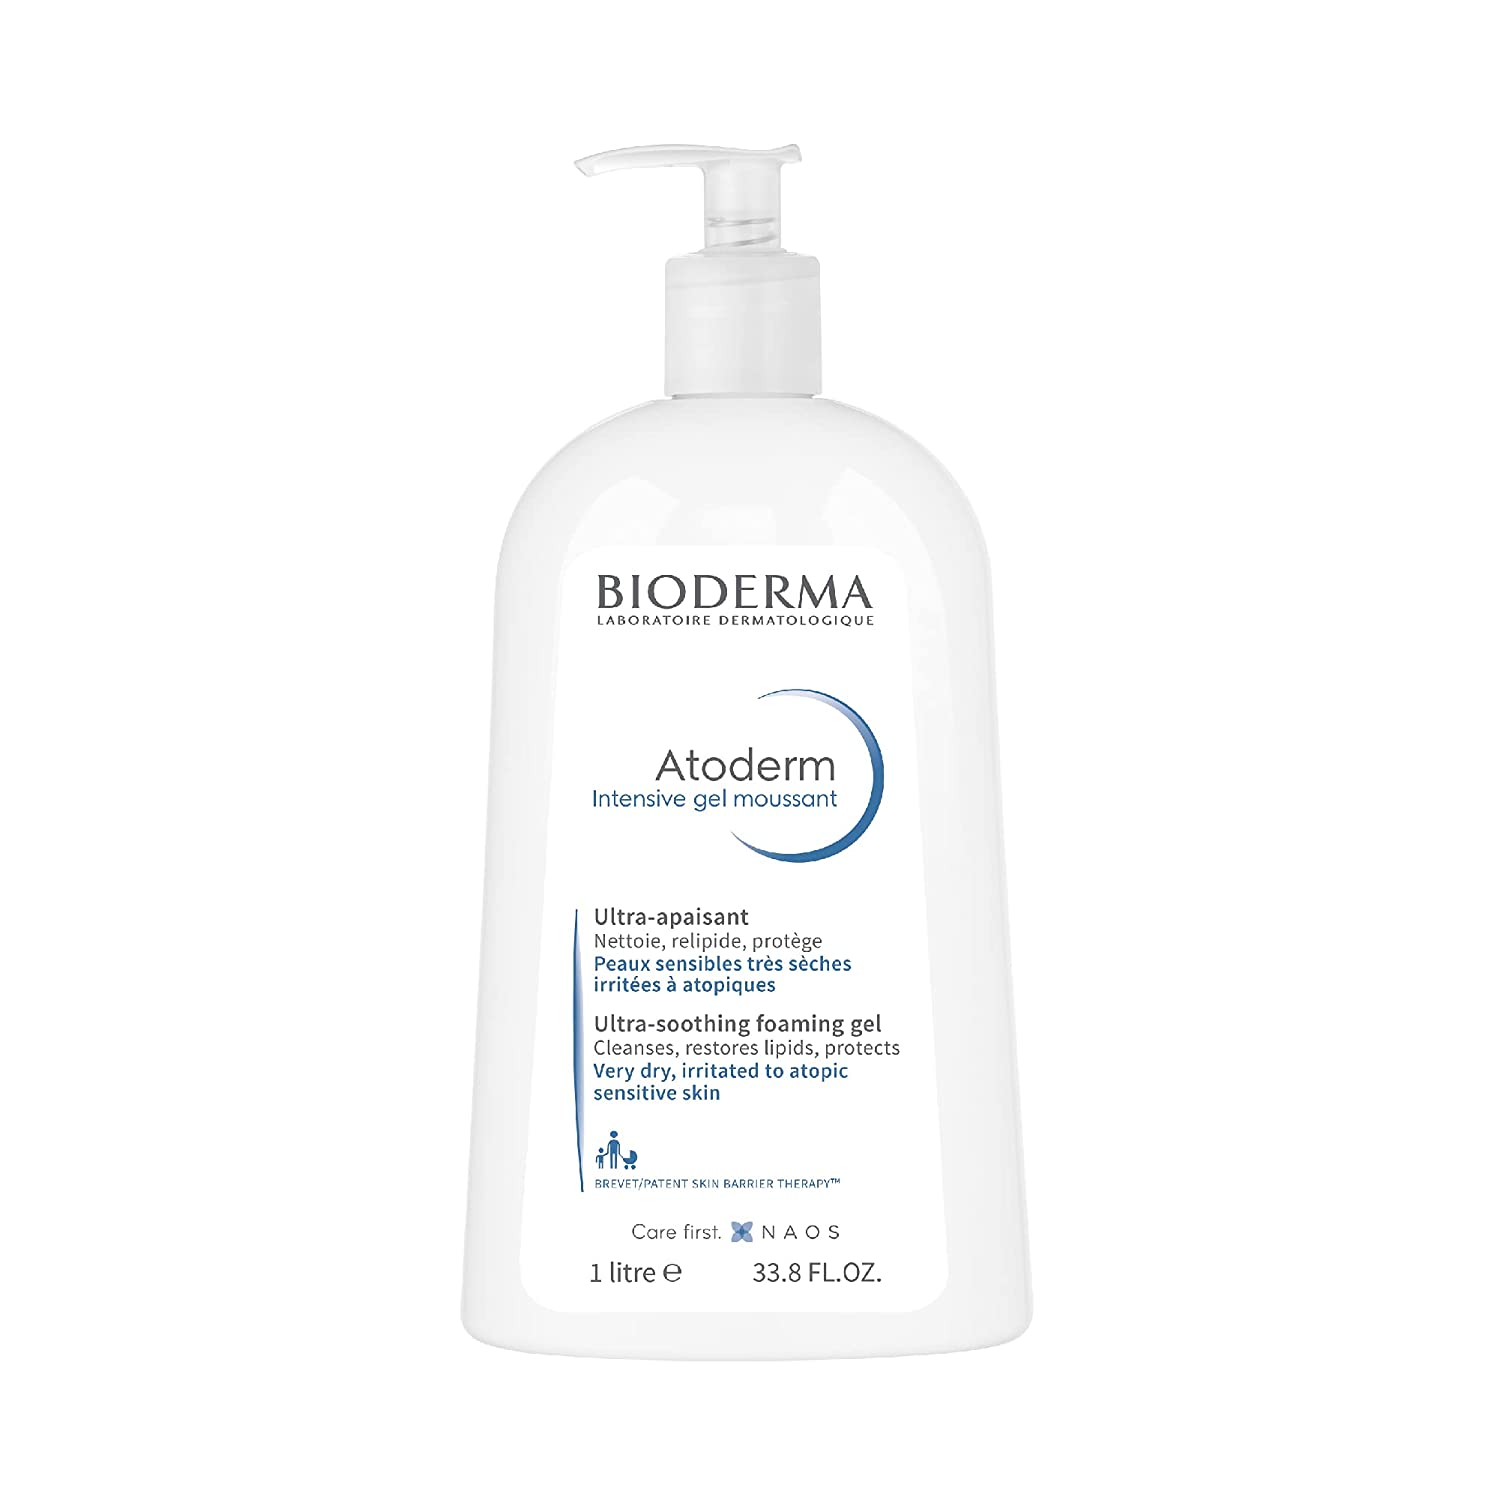 BIODERMA
LABORATOIRE DERMATOLOGIQUE
Atoderm
Intensive gel moussant
Ultra-apaisant
Nettoie, relipide, protège
Peaux sensibles très sèches
irritées à atopiques
Ultra-soothing foaming gel
Cleanses, restores lipids, protects
Very dry, irritated to atopic
sensitive skin
BREVET/PATENT SKIN BARRIER THERAPY™
Care first. NAOS
1 litre ℮ 33.8 FL.OZ.